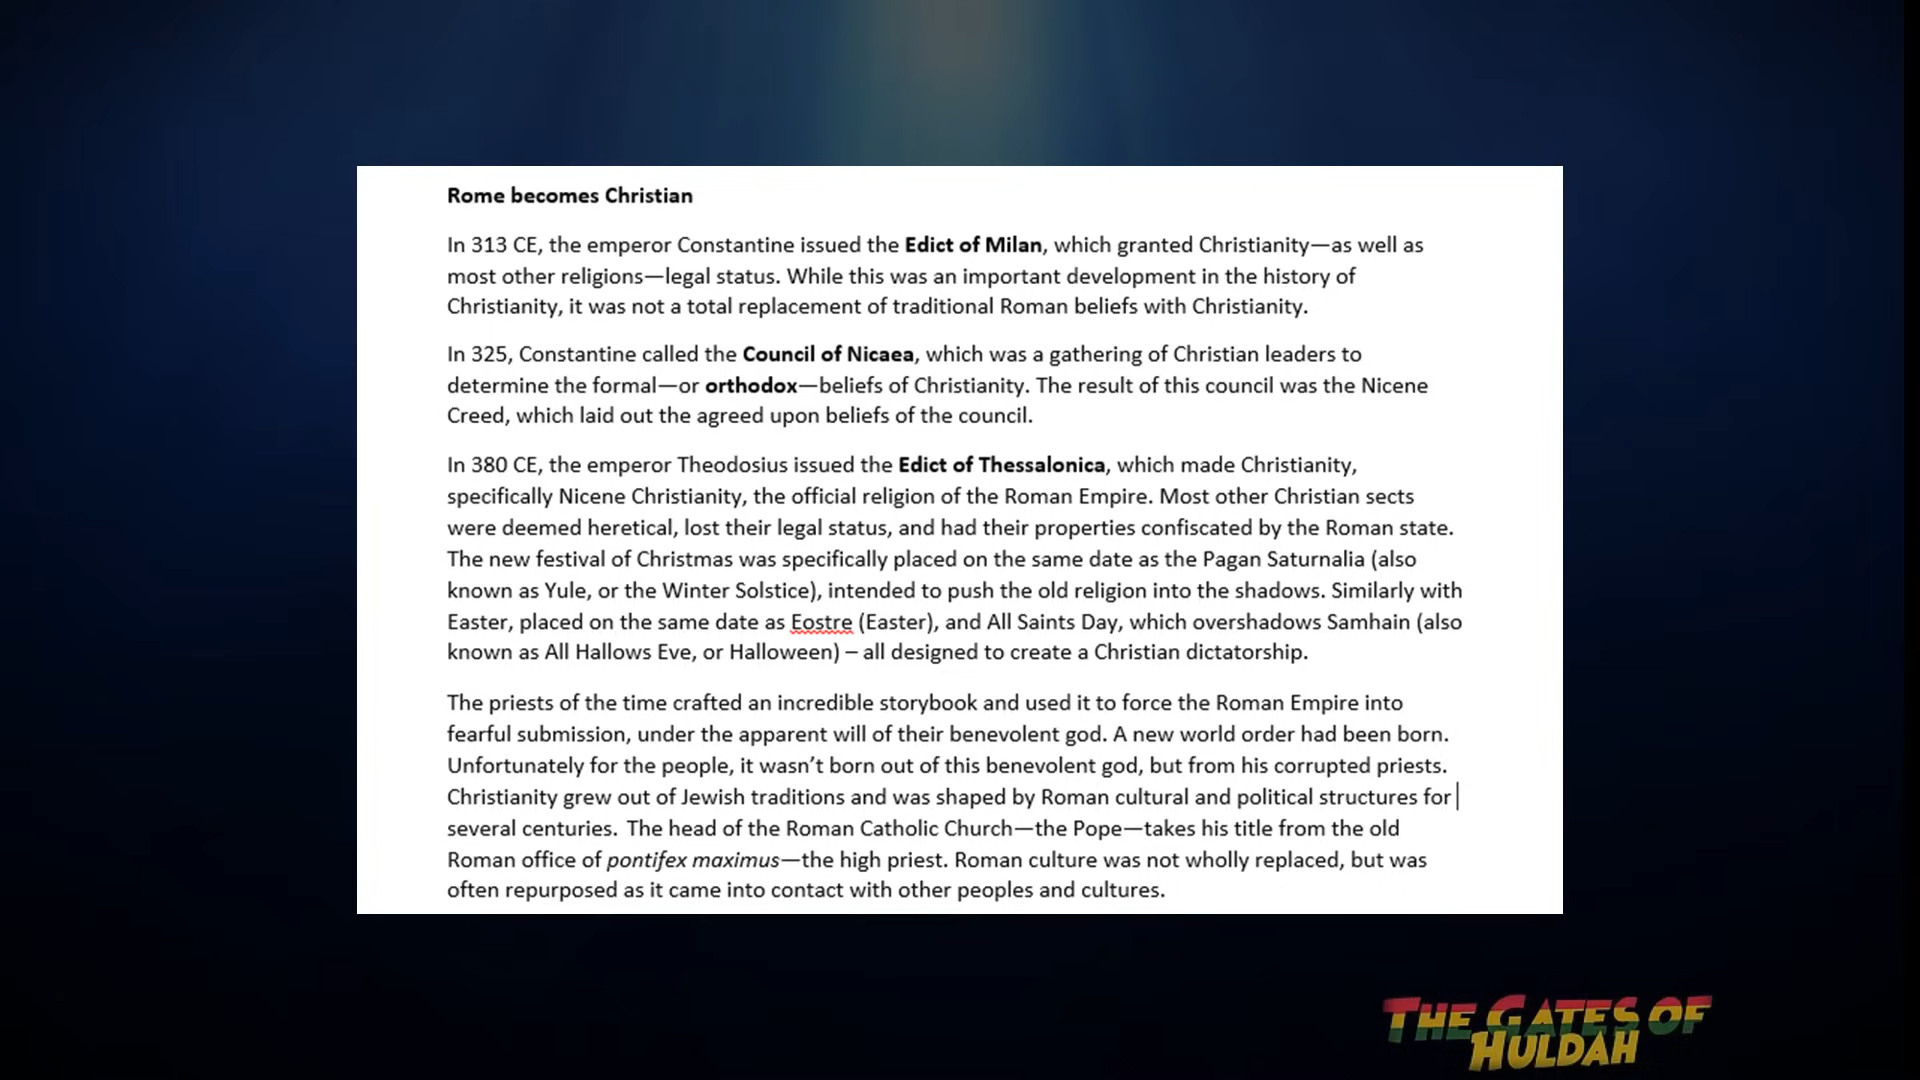 Rome becomes Christian
In 313 CE, the emperor Constantine issued the Edict of Milan, which granted Christianity—as well as
most other religions—legal status. While this was an important development in the history of
Christianity, it was not a total replacement of traditional Roman beliefs with Christianity.
In 325, Constantine called the Council of Nicaea, which was a gathering of Christian leaders to
determine the formal—or orthodox—beliefs of Christianity. The result of this council was the Nicene
Creed, which laid out the agreed upon beliefs of the council.
In 380 CE, the emperor Theodosius issued the Edict of Thessalonica, which made Christianity,
specifically Nicene Christianity, the official religion of the Roman Empire. Most other Christian sects
were deemed heretical, lost their legal status, and had their properties confiscated by the Roman state.
The new festival of Christmas was specifically placed on the same date as the Pagan Saturnalia (also
known as Yule, or the Winter Solstice), intended to push the old religion into the shadows. Similarly with
Easter, placed on the same date as Eostre (Easter), and All Saints Day, which overshadows Samhain (also
known as All Hallows Eve, or Halloween) – all designed to create a Christian dictatorship.
The priests of the time crafted an incredible storybook and used it to force the Roman Empire into
fearful submission, under the apparent will of their benevolent god. A new world order had been born.
Unfortunately for the people, it wasn’t born out of this benevolent god, but from his corrupted priests.
Christianity grew out of Jewish traditions and was shaped by Roman cultural and political structures for
several centuries. The head of the Roman Catholic Church—the Pope—takes his title from the old
Roman office of pontifex maximus—the high priest. Roman culture was not wholly replaced, but was
often repurposed as it came into contact with other peoples and cultures.
THE GATES OF
HULDAH